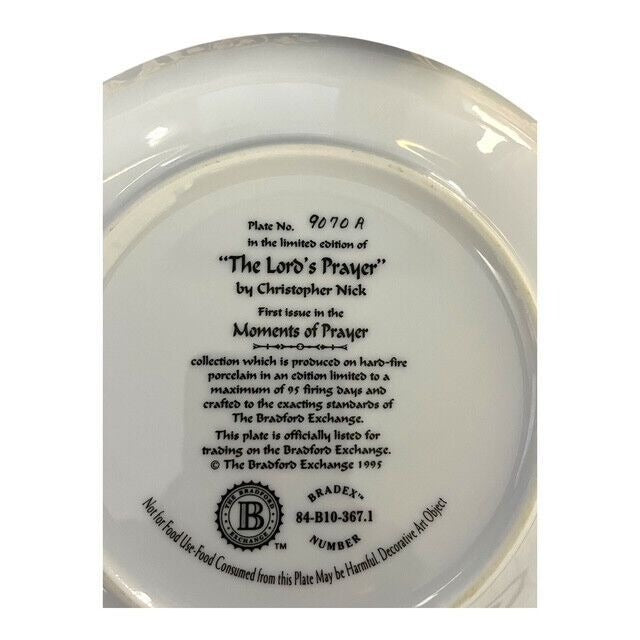 Plate No. 9070 A
in the limited edition of
"The Lord's Prayer"
by Christopher Nick
First issue in the
Moments of Prayer
collection which is produced on hard-fire
porcelain in an edition limited to a
maximum of 95 firing days and
crafted to the exacting standards of
The Bradford Exchange.
This plate is officially listed for
trading on the Bradford Exchange.
© The Bradford Exchange 1995
THE BRADFORD
B
EXCHANGE
TM
BRADEX™
84-B10-367.1
NUMBER
Not for Food Use-Food Consumed from this Plate May be Harmful. Decorative Art Object